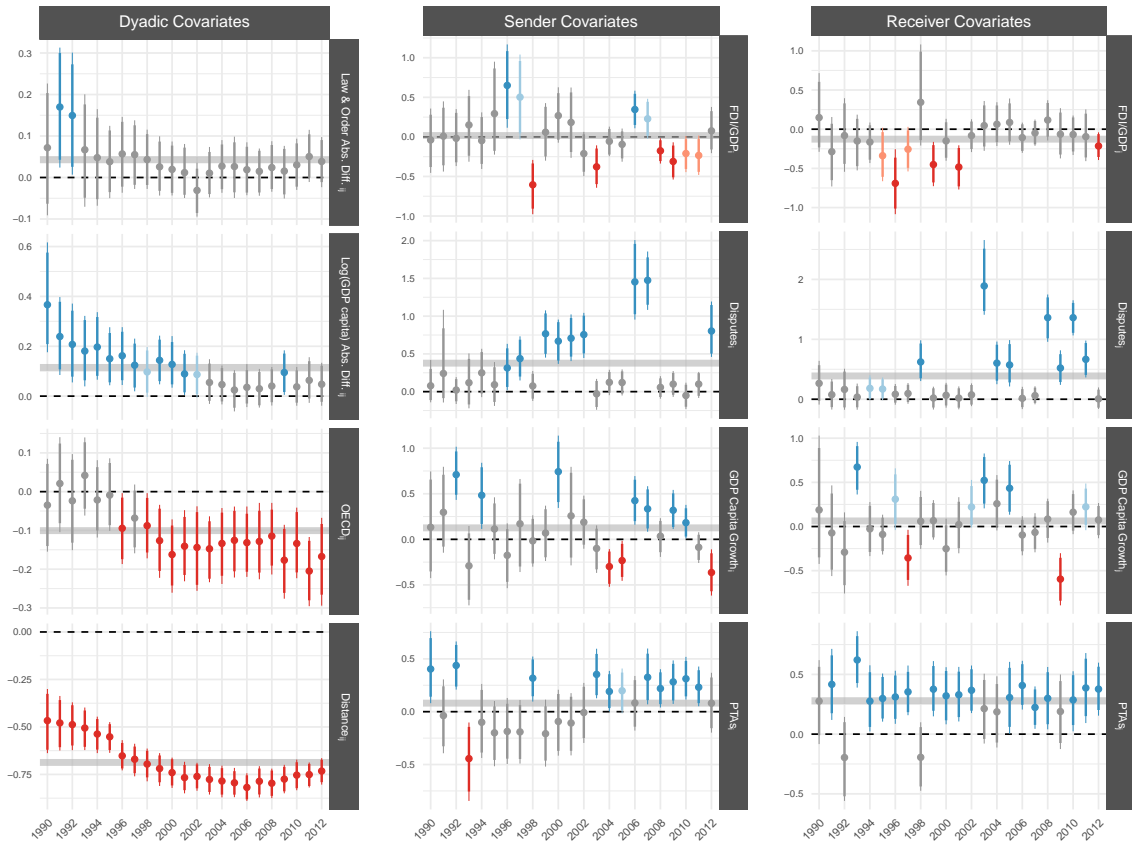 Dyadic Covariates
Sender Covariates
Receiver Covariates
0.3
0.2
0.1
0.0
−0.1
Law & Order Abs. Diff. ij
1.0
0.5
0.0
−0.5
−1.0
FDI/GDPi
1.0
0.5
0.0
−0.5
−1.0
FDI/GDPj
0.6
0.4
0.2
0.0
Log(GDP capita) Abs. Diff. ij
2.0
1.5
1.0
0.5
0.0
Disputesi
2
1
0
Disputesj
0.1
0.0
−0.1
−0.2
−0.3
OECDij
1.0
0.5
0.0
−0.5
GDP Capita Growthi
1.0
0.5
0.0
−0.5
GDP Capita Growthj
0.00
−0.25
−0.50
−0.75
Distanceij
0.5
0.0
−0.5
PTAsi
0.5
0.0
−0.5
PTAsj
1990 1992 1994 1996 1998 2000 2002 2004 2006 2008 2010 2012
1990 1992 1994 1996 1998 2000 2002 2004 2006 2008 2010 2012
1990 1992 1994 1996 1998 2000 2002 2004 2006 2008 2010 2012